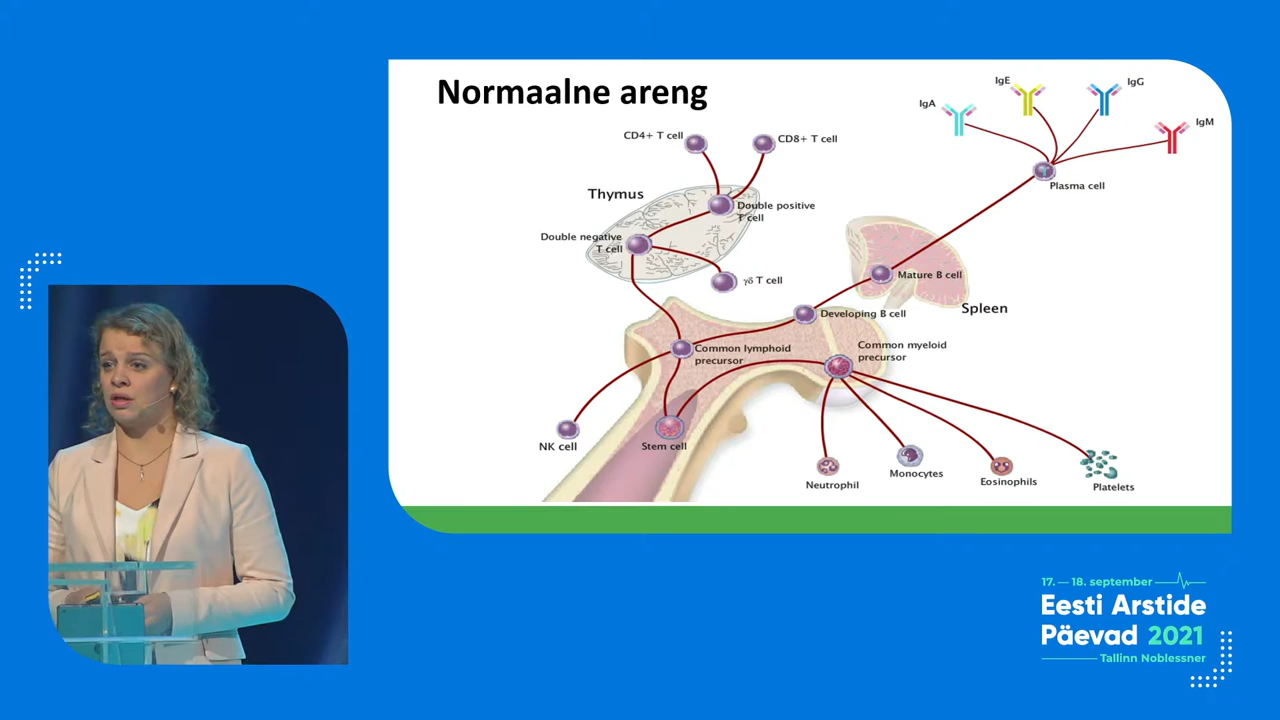 Normaalne areng
IgA
IgE
IgG
IgM
Plasma cell
CD4+ T cell
CD8+ T cell
Thymus
Double positive
T cell
Double negative
T cell
γδ T cell
Mature B cell
Spleen
Developing B cell
Common lymphoid
precursor
Common myeloid
precursor
NK cell
Stem cell
Neutrophil
Monocytes
Eosinophils
Platelets
17. — 18. september
Eesti Arstide
Päevad 2021
Tallinn Noblessner